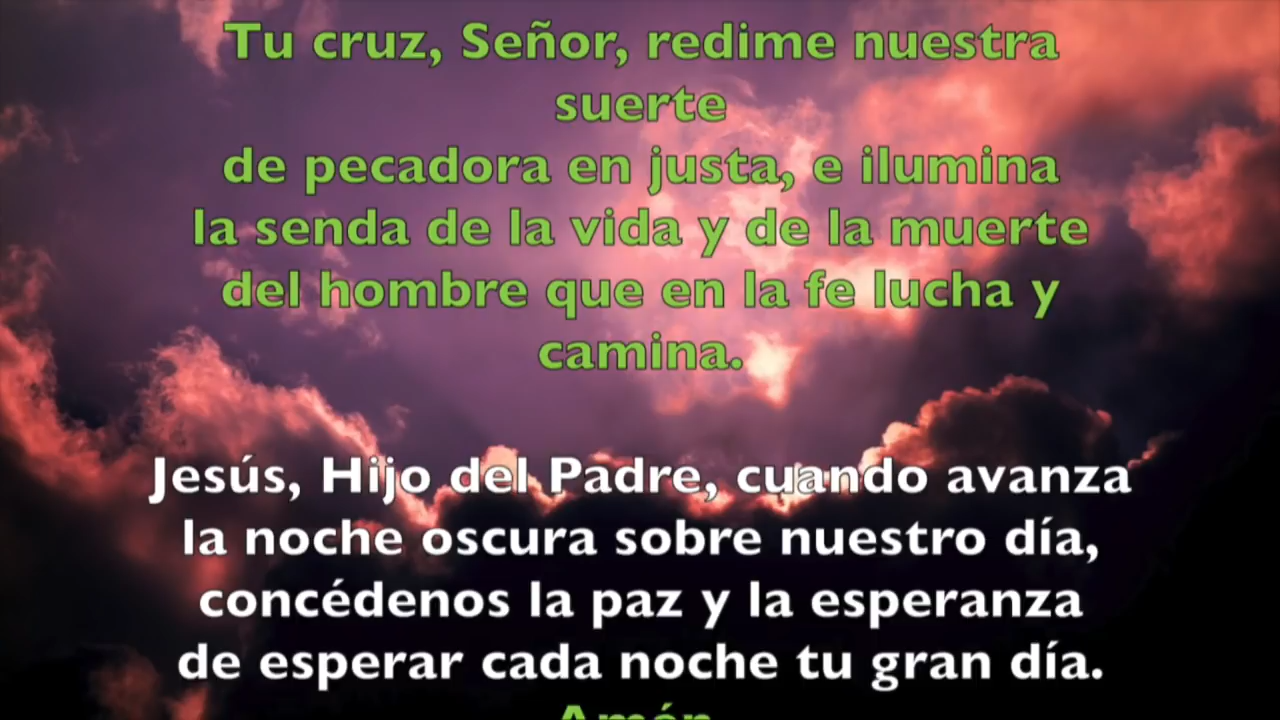 Tu cruz, Señor, redime nuestra
suerte
de pecadora en justa, e ilumina
la senda de la vida y de la muerte
del hombre que en la fe lucha y
camina.
Jesús, Hijo del Padre, cuando avanza
la noche oscura sobre nuestro día,
concédenos la paz y la esperanza
de esperar cada noche tu gran día.
Amén